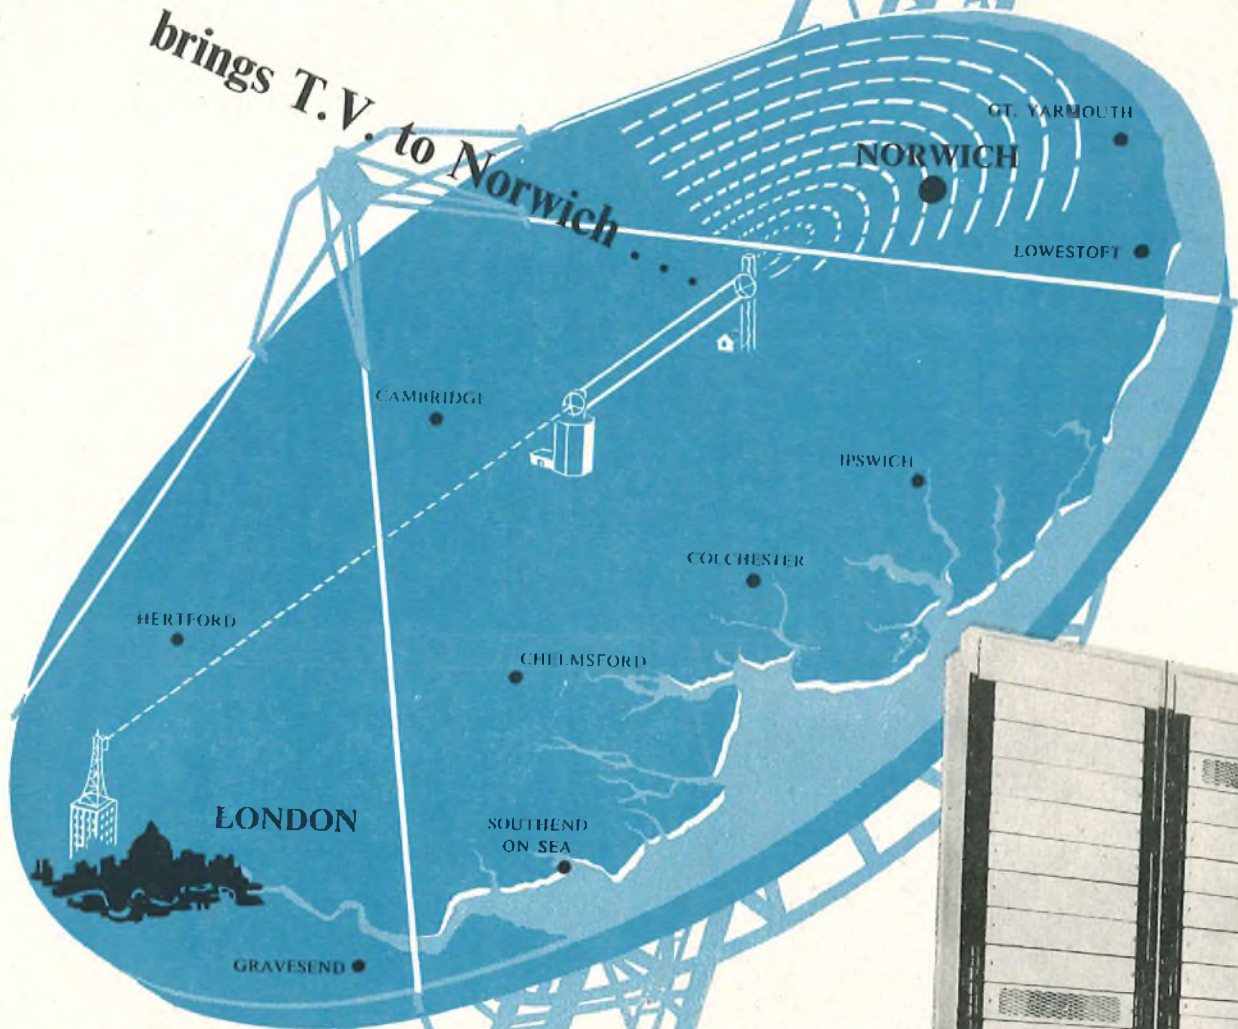 brings T.V. to Norwich . . .
GT. YARMOUTH
NORWICH
LOWESTOFT
CAMBRIDGE
IPSWICH
COLCHESTER
HERTFORD
CHELMSFORD
LONDON
SOUTHEND
ON SEA
GRAVESEND